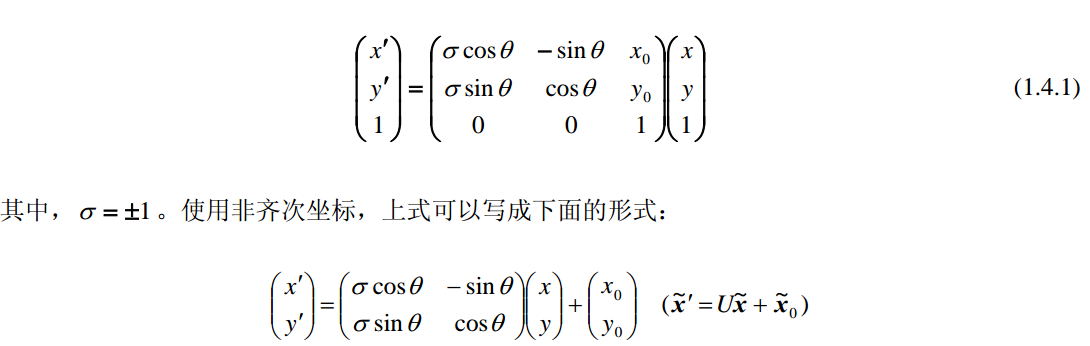 $$\begin{pmatrix} x' \\ y' \\ 1 \end{pmatrix} = \begin{pmatrix} \sigma\cos\theta & -\sin\theta & x_0 \\ \sigma\sin\theta & \cos\theta & y_0 \\ 0 & 0 & 1 \end{pmatrix} \begin{pmatrix} x \\ y \\ 1 \end{pmatrix} \quad (1.4.1)$$
其中，$\sigma = \pm 1$。使用非齐次坐标，上式可以写成下面的形式：
$$\begin{pmatrix} x' \\ y' \end{pmatrix} = \begin{pmatrix} \sigma\cos\theta & -\sin\theta \\ \sigma\sin\theta & \cos\theta \end{pmatrix} \begin{pmatrix} x \\ y \end{pmatrix} + \begin{pmatrix} x_0 \\ y_0 \end{pmatrix} \quad (\tilde{\boldsymbol{x}}' = U\tilde{\boldsymbol{x}} + \tilde{\boldsymbol{x}}_0)$$